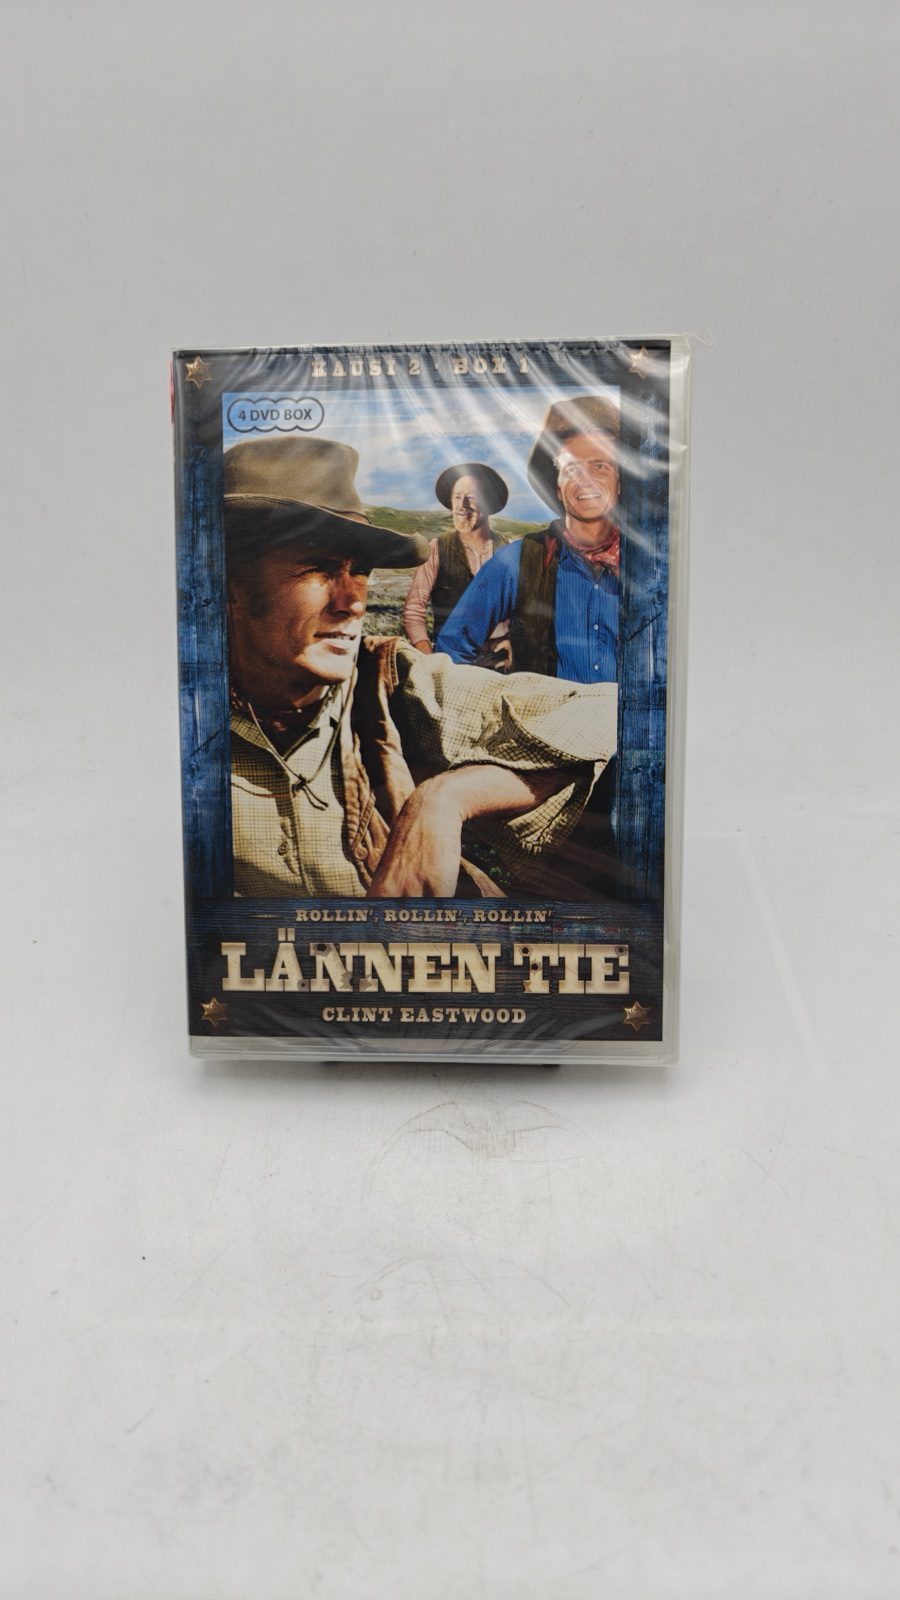 KAUSI 2 · BOX 1
4 DVD BOX
ROLLIN', ROLLIN', ROLLIN'
LÄNNEN TIE
CLINT EASTWOOD